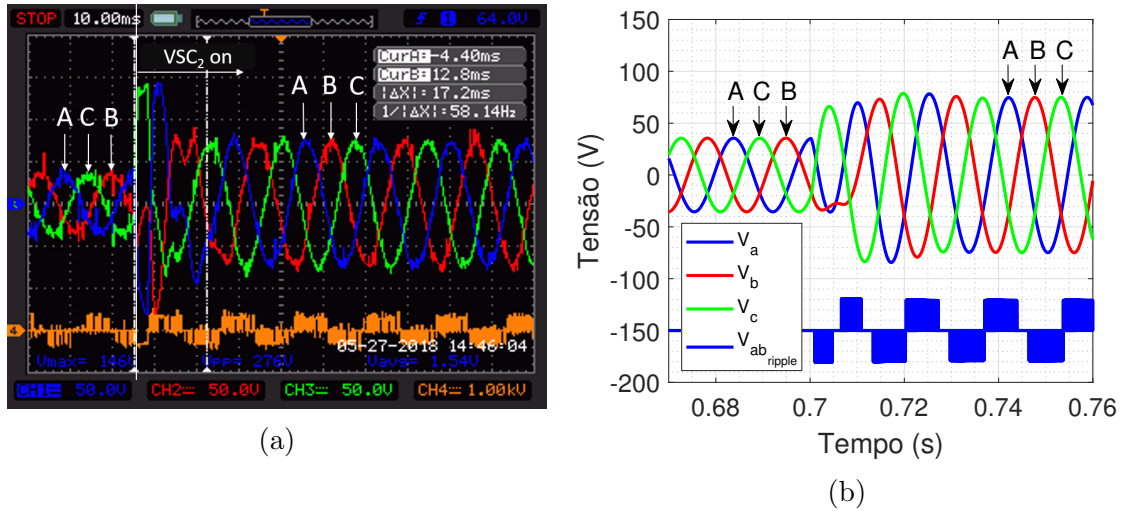 STOP 10.00ms T 1 64.0V
VSC2 on
CurA: -4.40ms
CurB: 12.8ms
|ΔX|: 17.2ms
1/|ΔX|: 58.14Hz
A C B
A B C
4
05-27-2018 14:46:04
Vmax= 146V Vpp= 276V Vavg= 1.54V
CH1 50.0V CH2 50.0V CH3 50.0V CH4 1.00kV
(a)
150
100
50
0
-50
-100
-150
-200
Tensão (V)
A C B
A B C
Va
Vb
Vc
Vab ripple
0.68 0.7 0.72 0.74 0.76
Tempo (s)
(b)